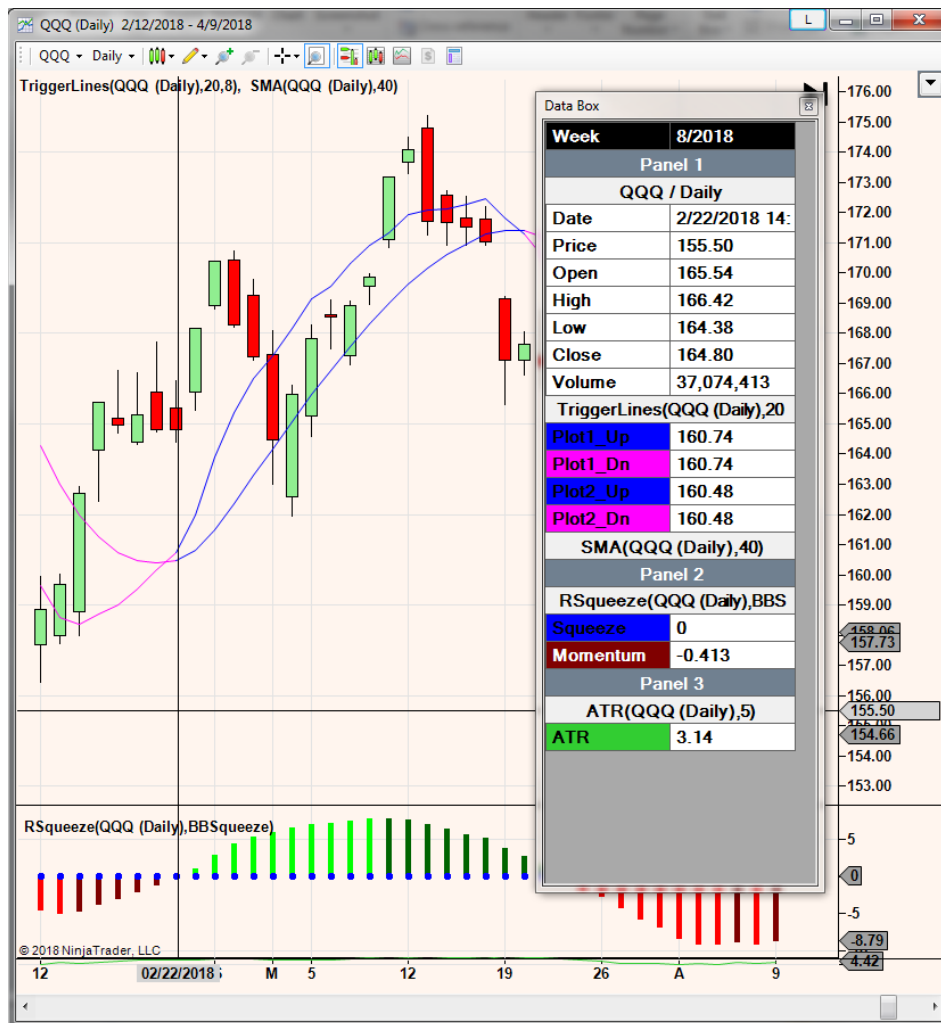 QQQ (Daily) 2/12/2018 - 4/9/2018
L
QQQ Daily
TriggerLines(QQQ (Daily),20,8), SMA(QQQ (Daily),40)
176.00
175.00
174.00
173.00
172.00
171.00
170.00
169.00
168.00
167.00
166.00
165.00
164.00
163.00
162.00
161.00
160.00
159.00
158.06
157.73
157.00
156.00
155.50
154.66
154.00
153.00
Data Box
Week 8/2018
Panel 1
QQQ / Daily
Date 2/22/2018 14:
Price 155.50
Open 165.54
High 166.42
Low 164.38
Close 164.80
Volume 37,074,413
TriggerLines(QQQ (Daily),20
Plot1_Up 160.74
Plot1_Dn 160.74
Plot2_Up 160.48
Plot2_Dn 160.48
SMA(QQQ (Daily),40)
Panel 2
RSqueeze(QQQ (Daily),BBS
Squeeze 0
Momentum -0.413
Panel 3
ATR(QQQ (Daily),5)
ATR 3.14
RSqueeze(QQQ (Daily),BBSqueeze)
5
0
-5
-8.79
4.42
© 2018 NinjaTrader, LLC
12 02/22/2018 M 5 12 19 26 A 9